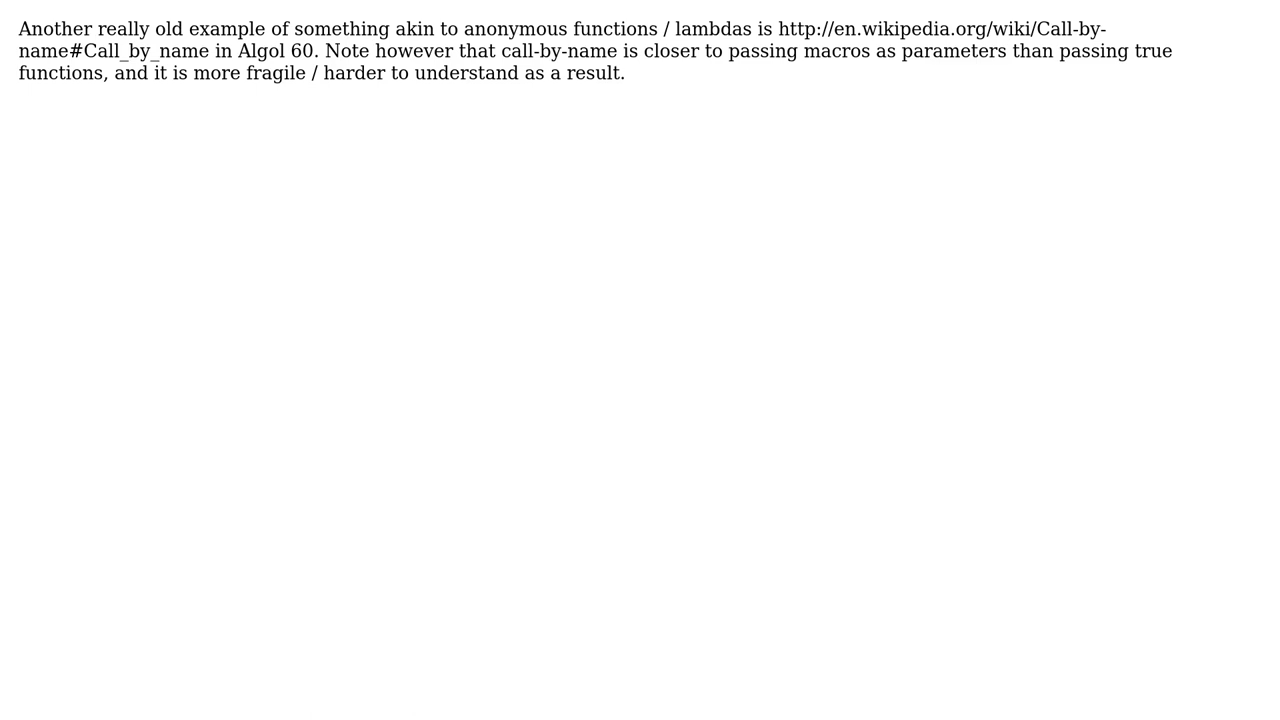 Another really old example of something akin to anonymous functions / lambdas is http://en.wikipedia.org/wiki/Call-by-
name#Call_by_name in Algol 60. Note however that call-by-name is closer to passing macros as parameters than passing true
functions, and it is more fragile / harder to understand as a result.